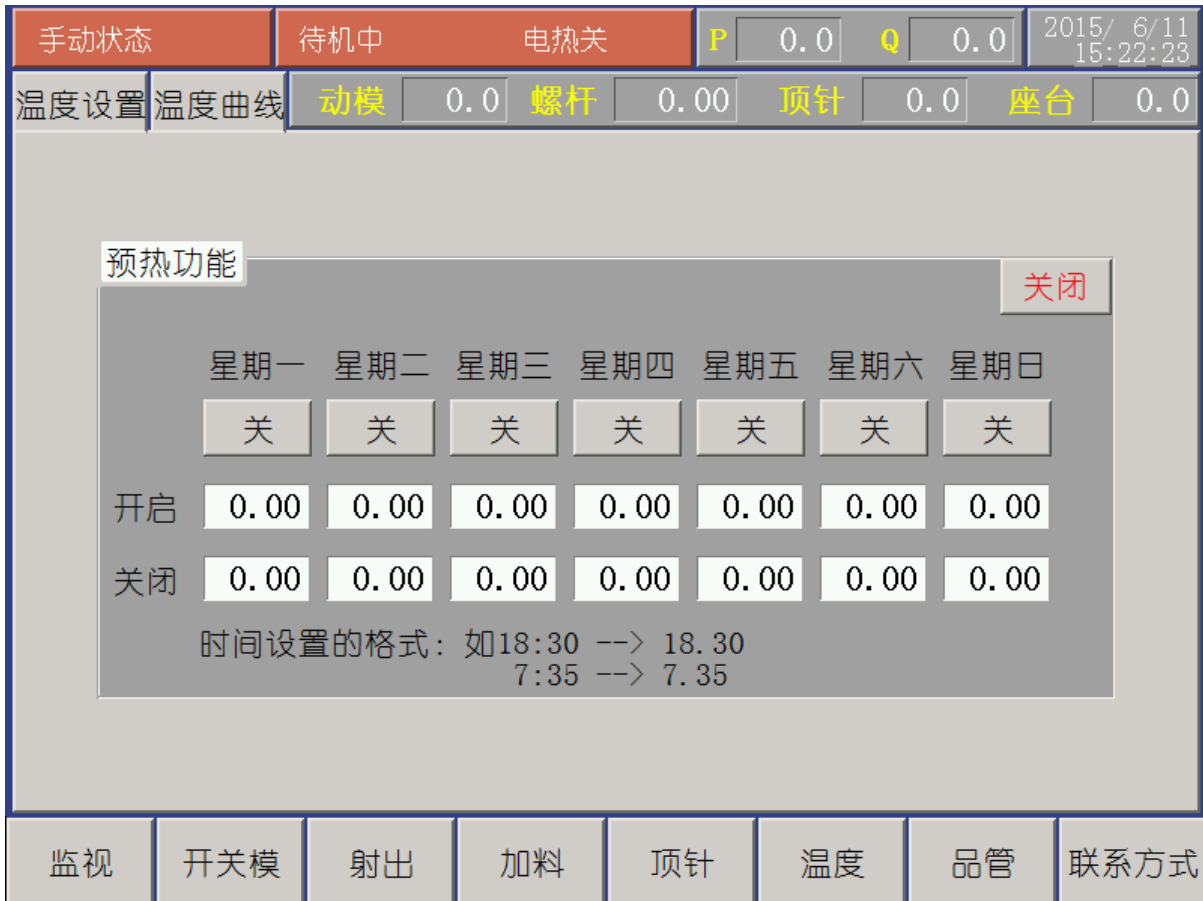 手动状态 待机中 电热关 P 0.0 Q 0.0 2015/ 6/11
15:22:23
温度设置 温度曲线 动模 0.0 螺杆 0.00 顶针 0.0 座台 0.0
预热功能
关闭
星期一 星期二 星期三 星期四 星期五 星期六 星期日
关 关 关 关 关 关 关
开启 0.00 0.00 0.00 0.00 0.00 0.00 0.00
关闭 0.00 0.00 0.00 0.00 0.00 0.00 0.00
时间设置的格式: 如18:30 --> 18.30
7:35 --> 7.35
监视 开关模 射出 加料 顶针 温度 品管 联系方式